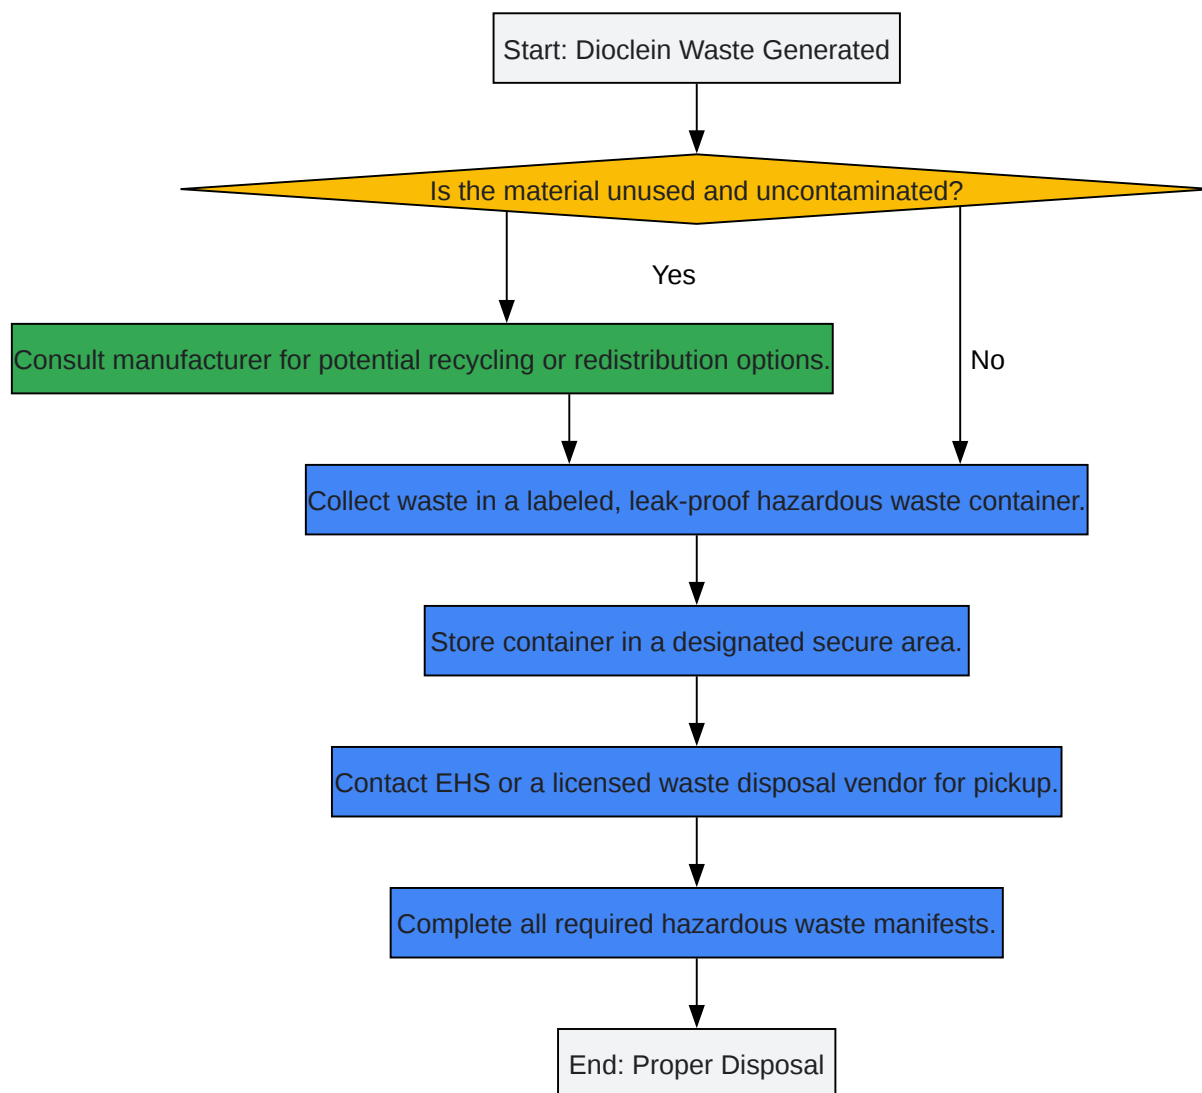 Start: Dioclein Waste Generated
Is the material unused and uncontaminated?
Yes
Consult manufacturer for potential recycling or redistribution options.
No
Collect waste in a labeled, leak-proof hazardous waste container.
Store container in a designated secure area.
Contact EHS or a licensed waste disposal vendor for pickup.
Complete all required hazardous waste manifests.
End: Proper Disposal